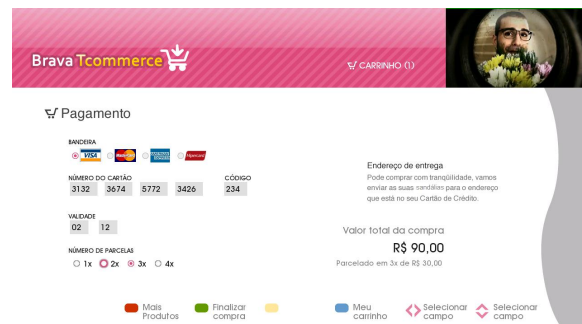 Brava Tcommerce
CARRINHO (1)
Pagamento
BANDEIRA
VISA MasterCard AMERICAN EXPRESS Hipercard
NÚMERO DO CARTÃO CÓDIGO
3132 3674 5772 3426 234
VALIDADE
02 12
NÚMERO DE PARCELAS
1x 2x 3x 4x
Endereço de entrega
Pode comprar com tranqüilidade, vamos
enviar as suas sandálias para o endereço
que está no seu Cartão de Crédito.
Valor total da compra
R$ 90,00
Parcelado em 3x de R$ 30,00
Mais Produtos
Finalizar compra
Meu carrinho
Selecionar campo
Selecionar campo